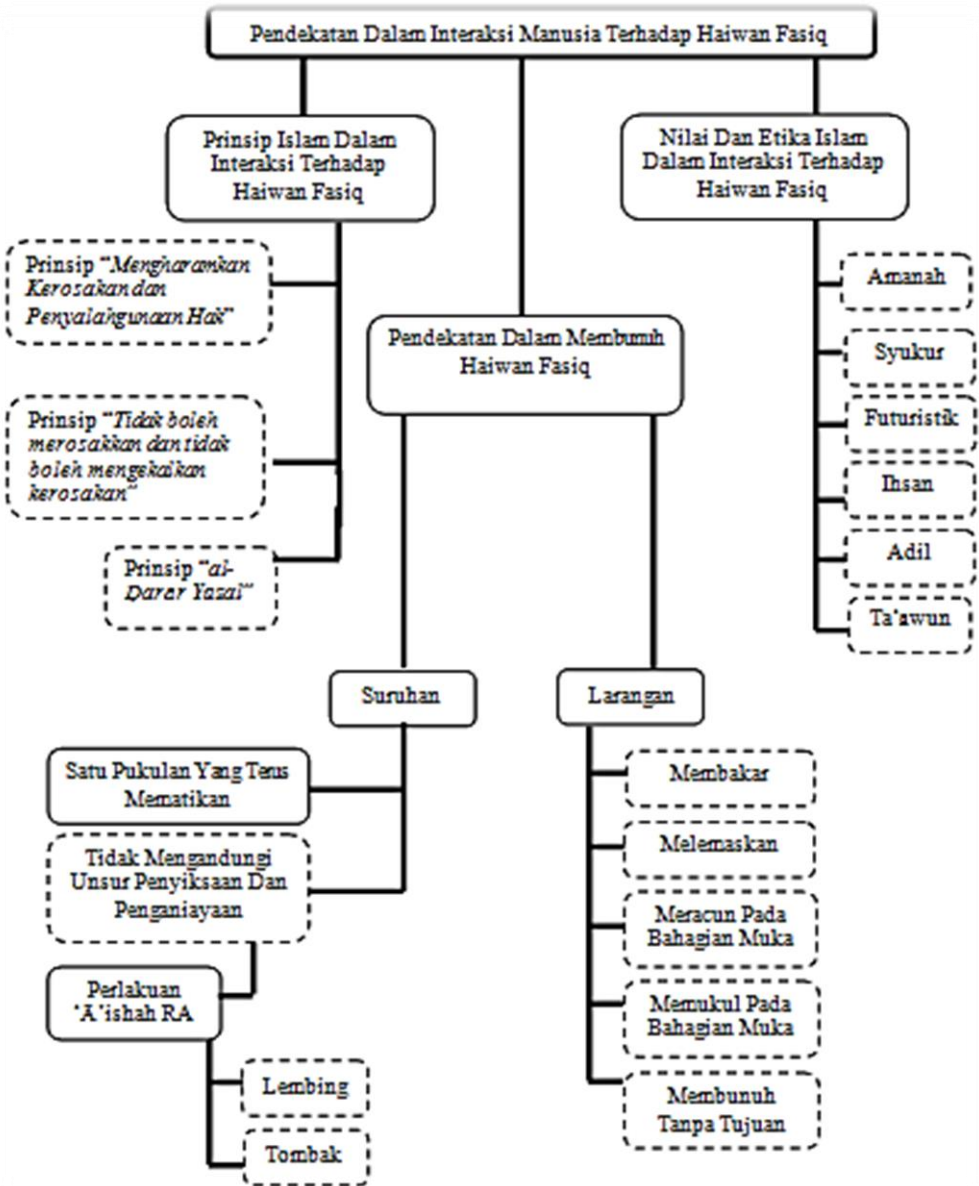 Pendekatan Dalam Interaksi Manusia Terhadap Haiwan Fasiq
Prinsip Islam Dalam
Interaksi Terhadap
Haiwan Fasiq
Nilai Dan Etika Islam
Dalam Interaksi Terhadap
Haiwan Fasiq
Prinsip "Mengharamkan
Kerosakan dan
Penyalahgunaan Hak"
Prinsip "Tidak boleh
merosakkan dan tidak
boleh mengekalkan
kerosakan"
Prinsip "al-
Darar Yazal"
Pendekatan Dalam Membunuh
Haiwan Fasiq
Amanah
Syukur
Futuristik
Ihsan
Adil
Ta'awun
Suruhan
Satu Pukulan Yang Terus
Mematikan
Tidak Mengandungi
Unsur Penyiksaan Dan
Penganiayaan
Perlakuan
'Ā'ishah RA
Lembing
Tombak
Larangan
Membakar
Melemaskan
Meracun Pada
Bahagian Muka
Memukul Pada
Bahagian Muka
Membunuh
Tanpa Tujuan